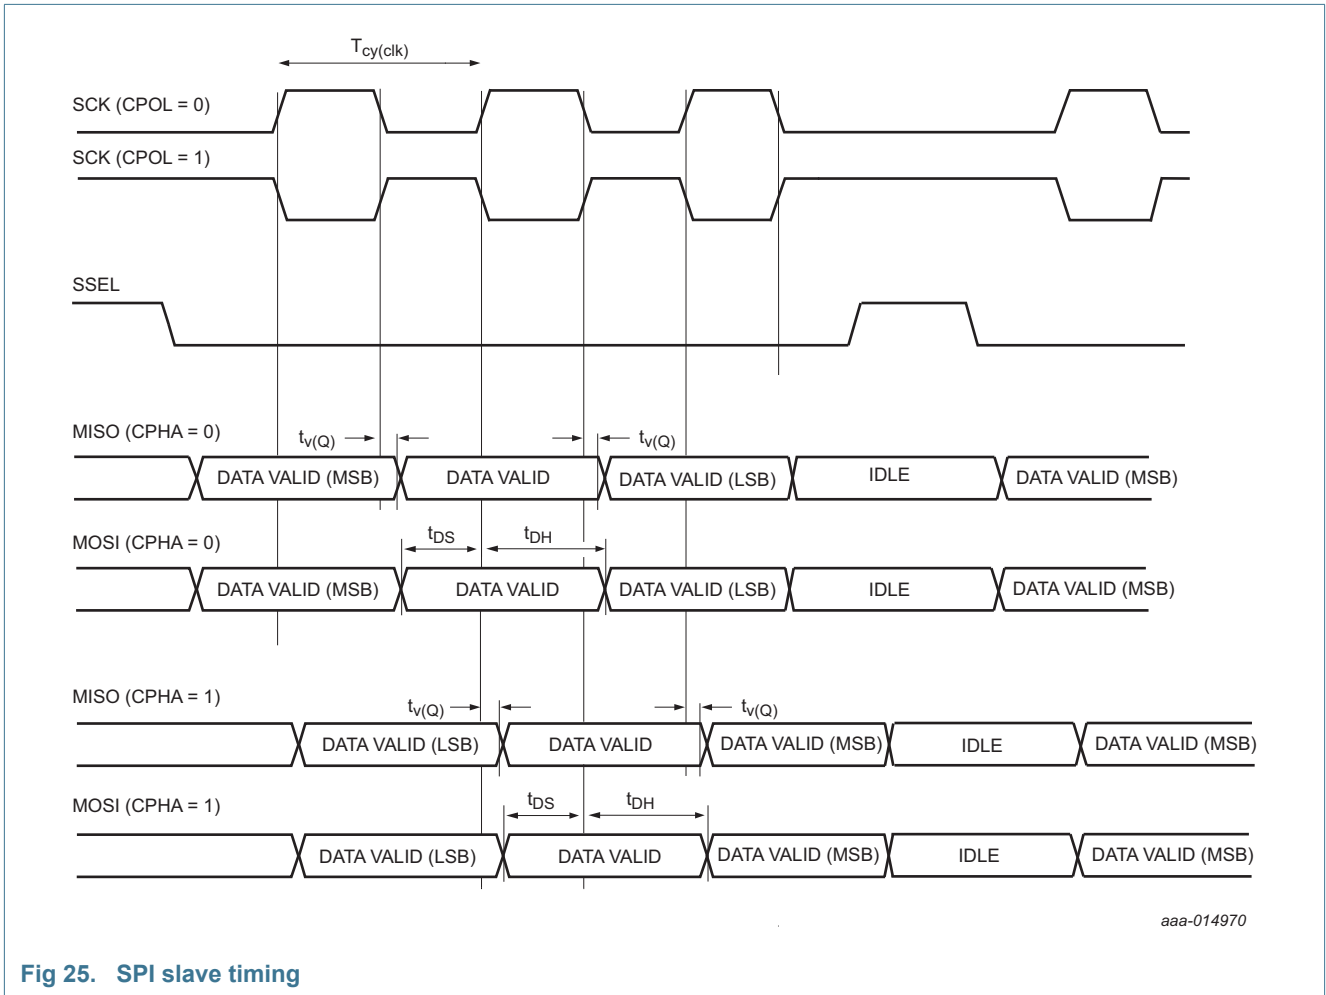 Tcy(clk)
SCK (CPOL = 0)
SCK (CPOL = 1)
SSEL
MISO (CPHA = 0)
tv(Q)
tv(Q)
DATA VALID (MSB)
DATA VALID
DATA VALID (LSB)
IDLE
DATA VALID (MSB)
MOSI (CPHA = 0)
tDS
tDH
DATA VALID (MSB)
DATA VALID
DATA VALID (LSB)
IDLE
DATA VALID (MSB)
MISO (CPHA = 1)
tv(Q)
tv(Q)
DATA VALID (LSB)
DATA VALID
DATA VALID (MSB)
IDLE
DATA VALID (MSB)
MOSI (CPHA = 1)
tDS
tDH
DATA VALID (LSB)
DATA VALID
DATA VALID (MSB)
IDLE
DATA VALID (MSB)
aaa-014970
Fig 25. SPI slave timing